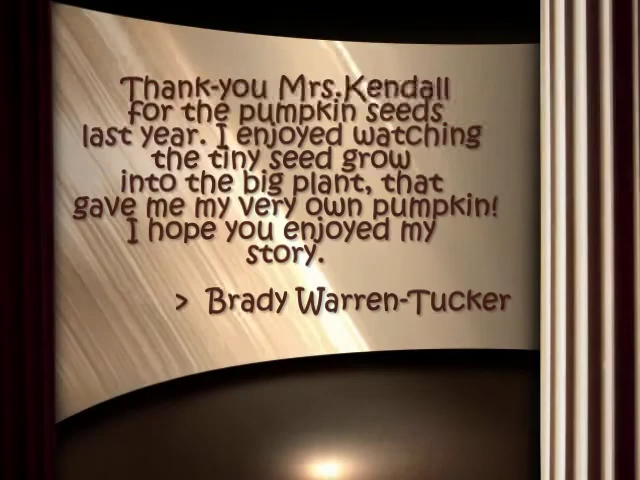 Thank-you Mrs.Kendall
for the pumpkin seeds
last year. I enjoyed watching
the tiny seed grow
into the big plant, that
gave me my very own pumpkin!
I hope you enjoyed my
story.
> Brady Warren-Tucker